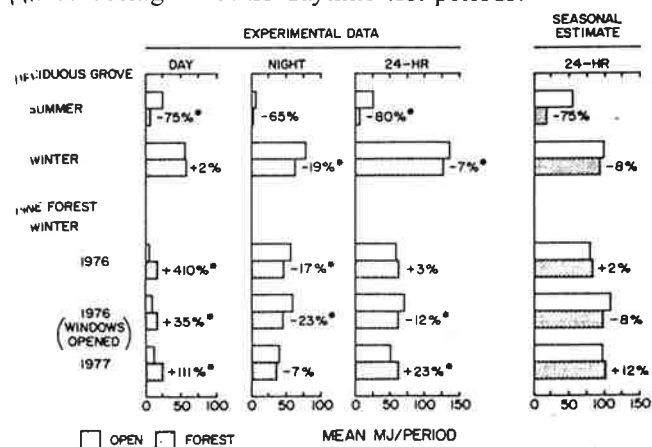 EXPERIMENTAL DATA
SEASONAL
ESTIMATE
DAY NIGHT 24-HR 24-HR
GROVE
SUMMER
-75%* -65% -80%* -75%
WINTER
+2% -19%* -7%* -8%
FOREST
WINTER
1976
+410%* -17%* +3% +2%
1976
(WINDOWS
OPENED)
+35%* -23%* -12%* -8%
1977
+111%* -7% +23%* +12%
0 50 100 0 50 100 0 50 100 150 0 50 100 150
OPEN FOREST MEAN MJ/PERIOD